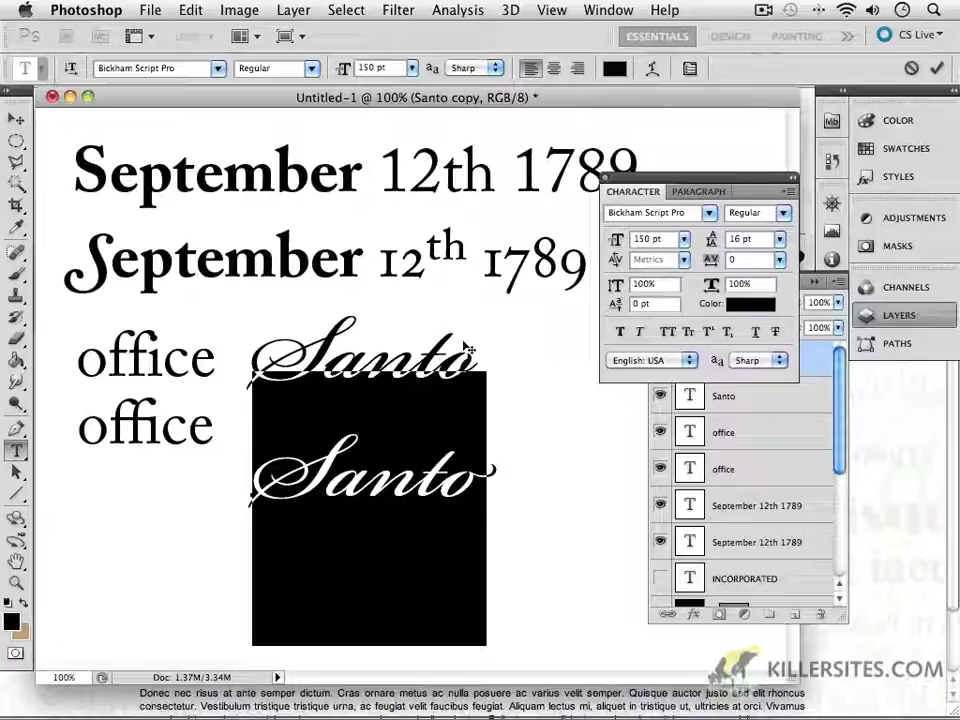 Photoshop File Edit Image Layer Select Filter Analysis 3D View Window Help
Ps ESSENTIALS DESIGN PAINTING CS Live
T Bickham Script Pro Regular 150 pt Sharp
Untitled-1 @ 100% (Santo copy, RGB/8) *
September 12th 1789
September 12th 1789
office
office
Santo
Santo
CHARACTER PARAGRAPH
Bickham Script Pro Regular
150 pt 16 pt
Metrics 0
100% 100%
0 pt Color:
English: USA Sharp
Mb COLOR
SWATCHES
STYLES
ADJUSTMENTS
MASKS
CHANNELS
LAYERS
PATHS
100%
100%
T Santo
T office
T office
T September 12th 1789
T September 12th 1789
T INCORPORATED
100% Doc: 1.37M/3.34M
KILLERSITES.COM
Donec nec risus at ante semper dictum. Cras ornare metus ac nulla posuere ac varius velit semper. Quisque auctor justo sed elit rhoncus
consectetur. Vestibulum tristique tristique urna, ac feugiat velit faucibus feugiat. Aliquam lectus mi, aliquet in tristique ut, ultricies at orci. Vivamus